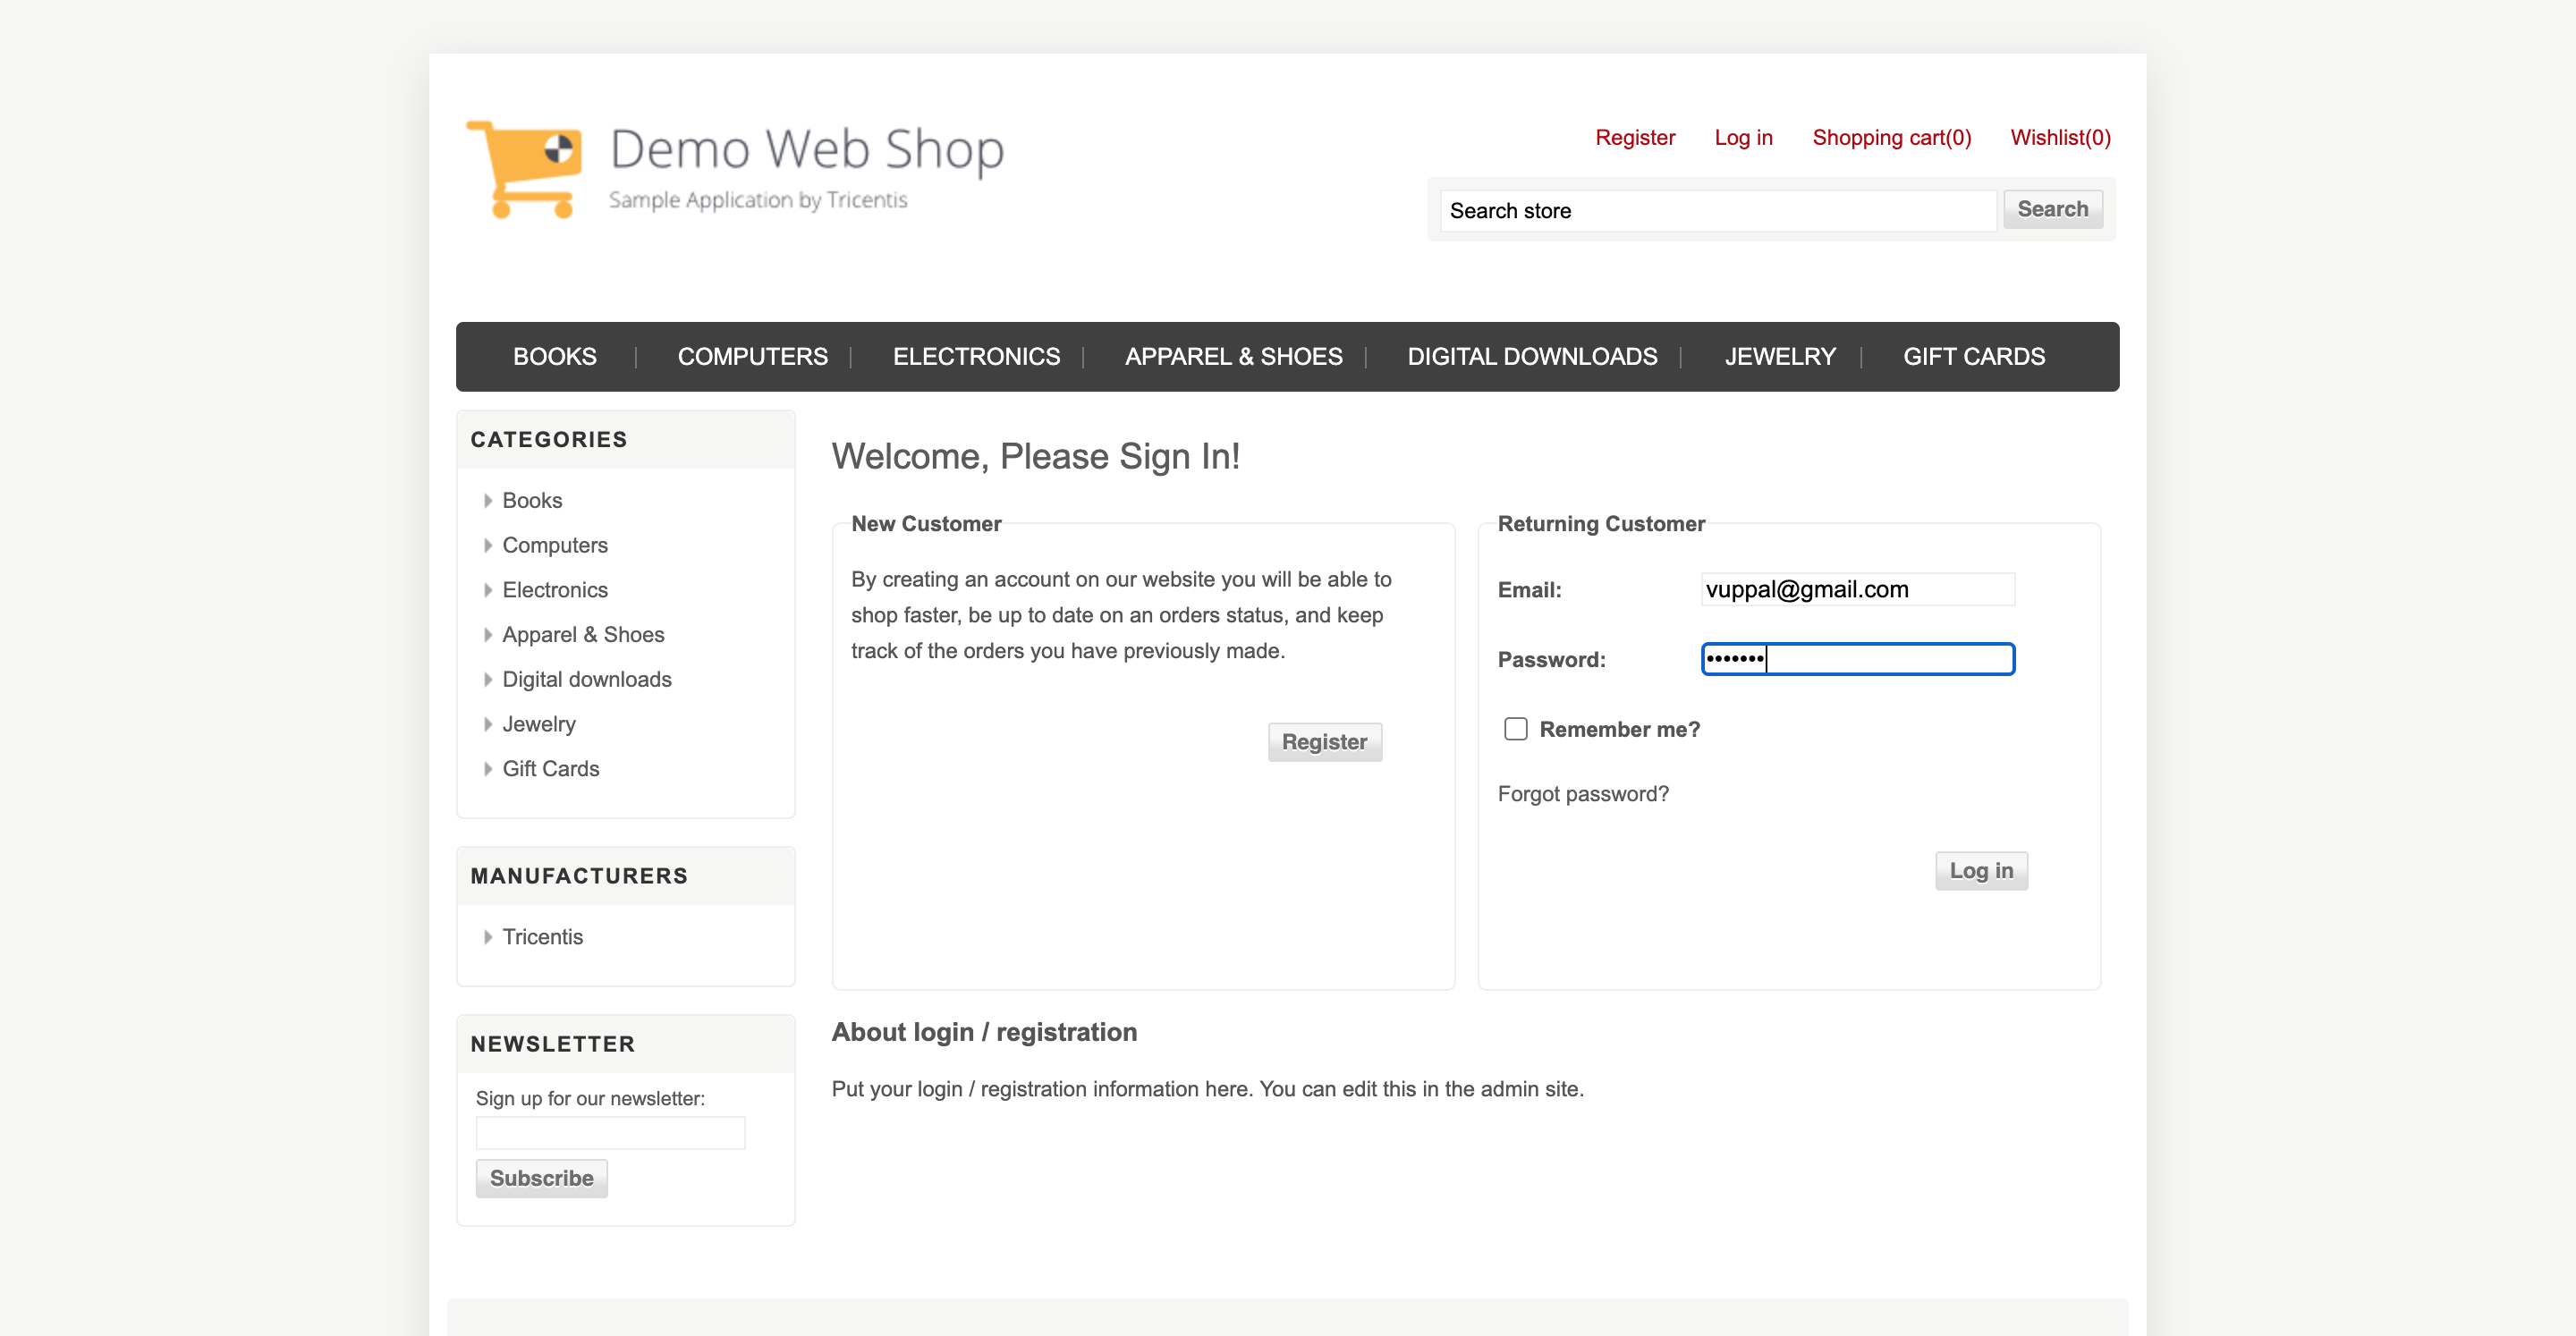 Demo Web Shop
Sample Application by Tricentis
Register Log in Shopping cart(0) Wishlist(0)
Search store Search
BOOKS COMPUTERS ELECTRONICS APPAREL & SHOES DIGITAL DOWNLOADS JEWELRY GIFT CARDS
CATEGORIES
Books
Computers
Electronics
Apparel & Shoes
Digital downloads
Jewelry
Gift Cards
MANUFACTURERS
Tricentis
NEWSLETTER
Sign up for our newsletter:
Subscribe
Welcome, Please Sign In!
New Customer
By creating an account on our website you will be able to
shop faster, be up to date on an orders status, and keep
track of the orders you have previously made.
Register
Returning Customer
Email: vuppal@gmail.com
Password: •••••••
Remember me?
Forgot password?
Log in
About login / registration
Put your login / registration information here. You can edit this in the admin site.